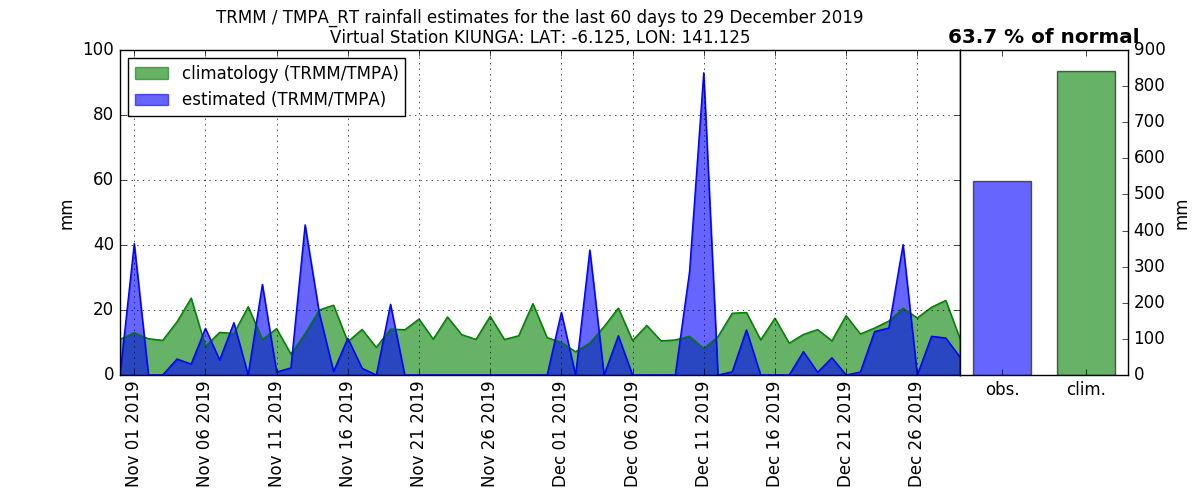 TRMM / TMPA_RT rainfall estimates for the last 60 days to 29 December 2019
Virtual Station KIUNGA: LAT: -6.125, LON: 141.125
63.7 % of normal
climatology (TRMM/TMPA)
estimated (TRMM/TMPA)
mm
100
80
60
40
20
0
Nov 01 2019
Nov 06 2019
Nov 11 2019
Nov 16 2019
Nov 21 2019
Nov 26 2019
Dec 01 2019
Dec 06 2019
Dec 11 2019
Dec 16 2019
Dec 21 2019
Dec 26 2019
obs.
clim.
900
800
700
600
500
400
300
200
100
0
mm